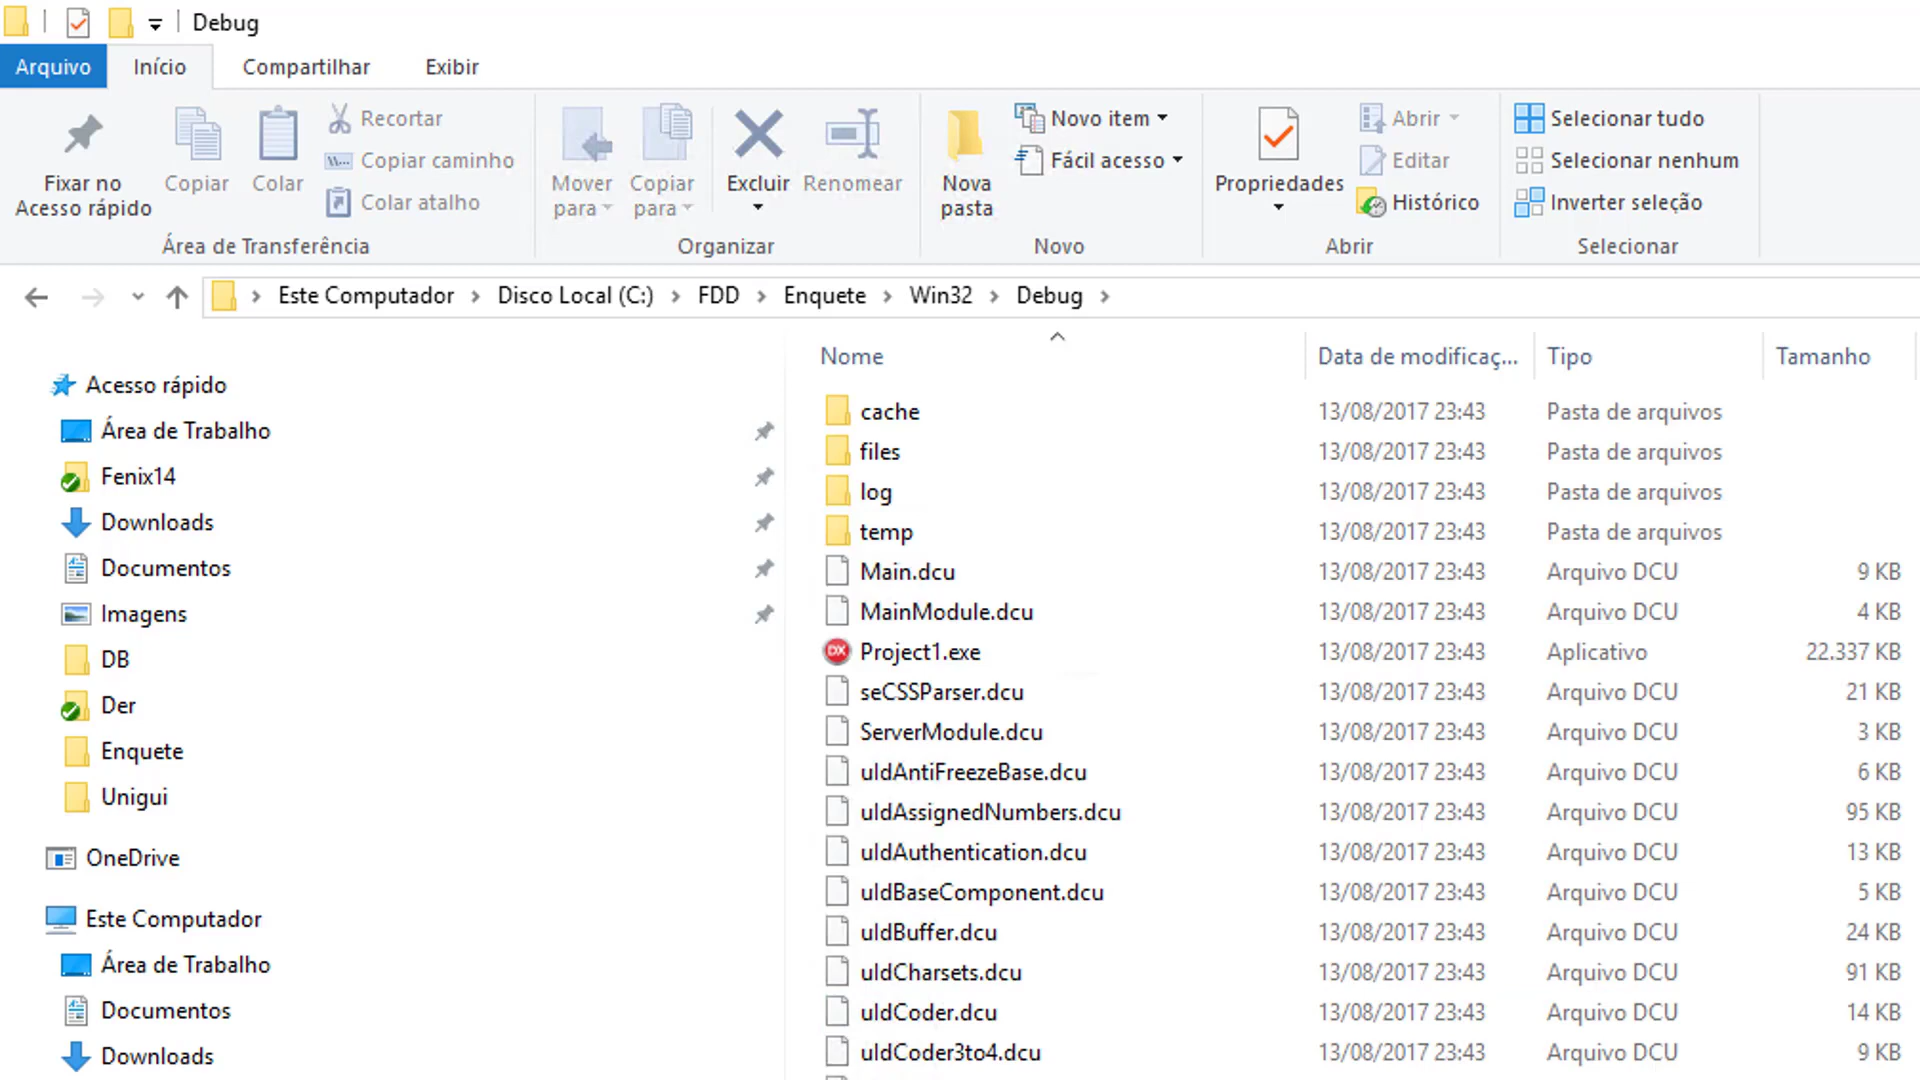 Debug
Arquivo Início Compartilhar Exibir
Fixar no Acesso rápido
Copiar
Colar
Recortar
Copiar caminho
Colar atalho
Área de Transferência
Mover para
Copiar para
Excluir
Renomear
Organizar
Nova pasta
Novo item
Fácil acesso
Novo
Propriedades
Abrir
Editar
Histórico
Abrir
Selecionar tudo
Selecionar nenhum
Inverter seleção
Selecionar
Este Computador > Disco Local (C:) > FDD > Enquete > Win32 > Debug >
Acesso rápido
Área de Trabalho
Fenix14
Downloads
Documentos
Imagens
DB
Der
Enquete
Unigui
OneDrive
Este Computador
Área de Trabalho
Documentos
Downloads
Nome Data de modificaç... Tipo Tamanho
cache 13/08/2017 23:43 Pasta de arquivos
files 13/08/2017 23:43 Pasta de arquivos
log 13/08/2017 23:43 Pasta de arquivos
temp 13/08/2017 23:43 Pasta de arquivos
Main.dcu 13/08/2017 23:43 Arquivo DCU 9 KB
MainModule.dcu 13/08/2017 23:43 Arquivo DCU 4 KB
DX Project1.exe 13/08/2017 23:43 Aplicativo 22.337 KB
seCSSParser.dcu 13/08/2017 23:43 Arquivo DCU 21 KB
ServerModule.dcu 13/08/2017 23:43 Arquivo DCU 3 KB
uIdAntiFreezeBase.dcu 13/08/2017 23:43 Arquivo DCU 6 KB
uIdAssignedNumbers.dcu 13/08/2017 23:43 Arquivo DCU 95 KB
uIdAuthentication.dcu 13/08/2017 23:43 Arquivo DCU 13 KB
uIdBaseComponent.dcu 13/08/2017 23:43 Arquivo DCU 5 KB
uIdBuffer.dcu 13/08/2017 23:43 Arquivo DCU 24 KB
uIdCharsets.dcu 13/08/2017 23:43 Arquivo DCU 91 KB
uIdCoder.dcu 13/08/2017 23:43 Arquivo DCU 14 KB
uIdCoder3to4.dcu 13/08/2017 23:43 Arquivo DCU 9 KB